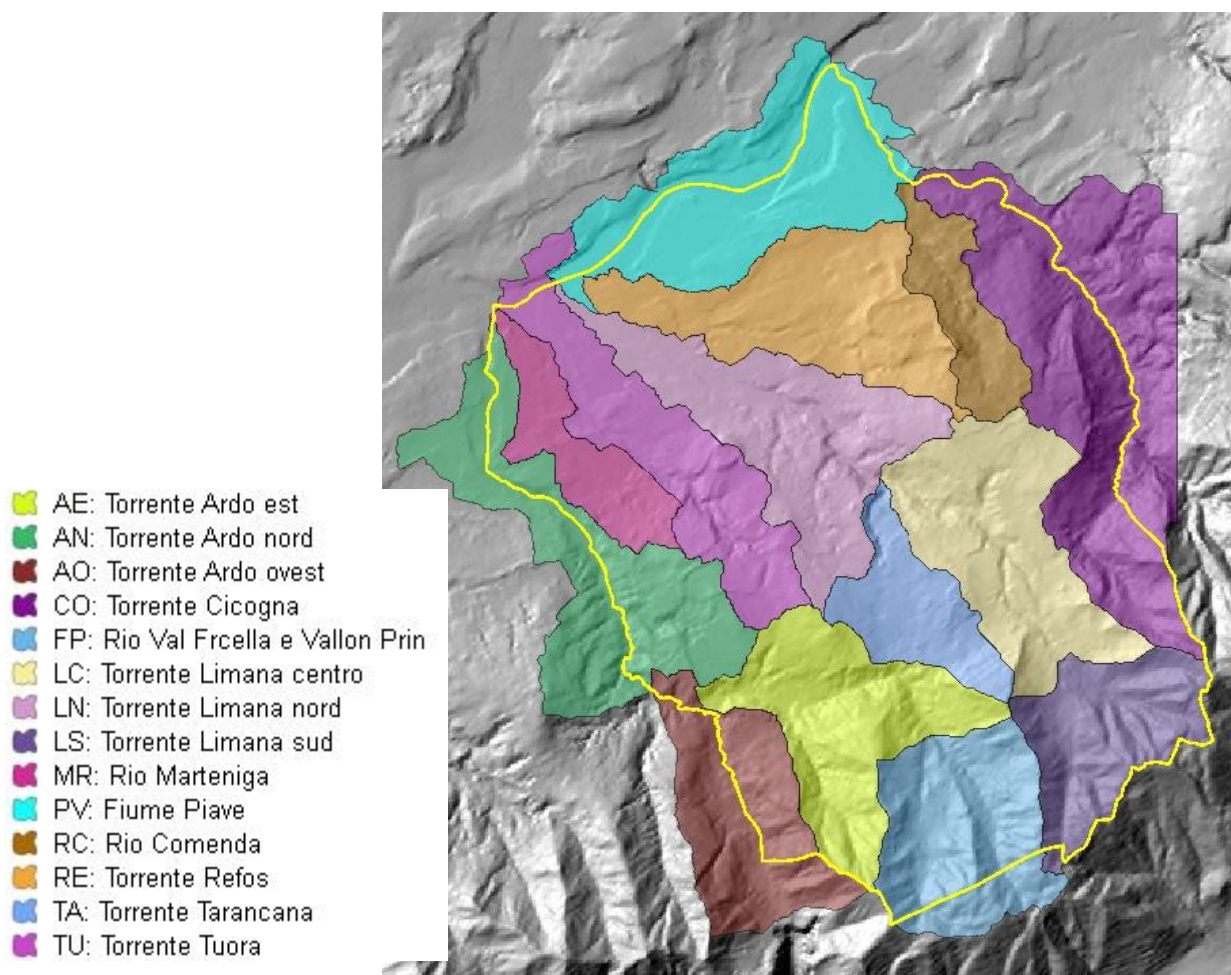 AE: Torrente Ardo est
AN: Torrente Ardo nord
AO: Torrente Ardo ovest
CO: Torrente Cicogna
FP: Rio Val Frcella e Vallon Prin
LC: Torrente Limana centro
LN: Torrente Limana nord
LS: Torrente Limana sud
MR: Rio Marteniga
PV: Fiume Piave
RC: Rio Comenda
RE: Torrente Refos
TA: Torrente Tarancana
TU: Torrente Tuora